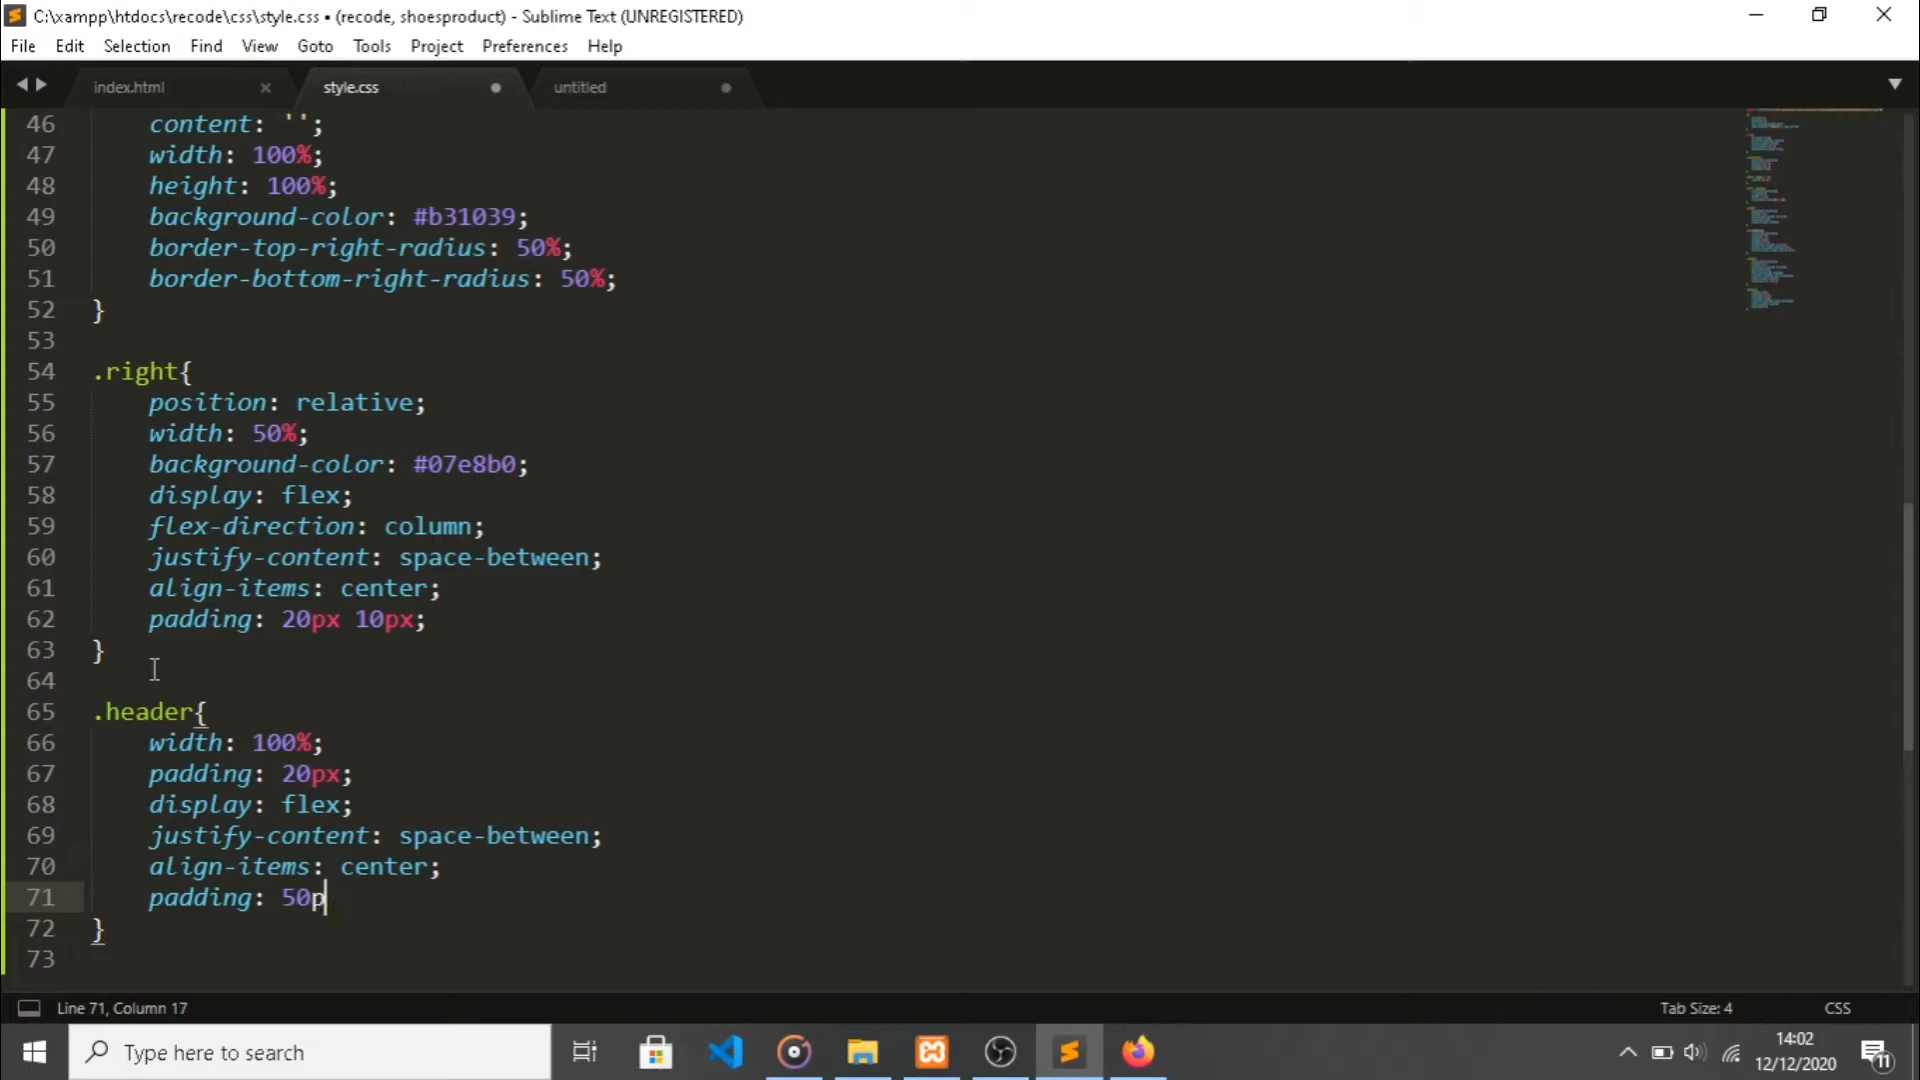 C:\xampp\htdocs\recode\css\style.css • (recode, shoesproduct) - Sublime Text (UNREGISTERED)
File Edit Selection Find View Goto Tools Project Preferences Help
index.html style.css untitled
46 content: '';
47 width: 100%;
48 height: 100%;
49 background-color: #b31039;
50 border-top-right-radius: 50%;
51 border-bottom-right-radius: 50%;
52 }
53
54 .right{
55 position: relative;
56 width: 50%;
57 background-color: #07e8b0;
58 display: flex;
59 flex-direction: column;
60 justify-content: space-between;
61 align-items: center;
62 padding: 20px 10px;
63 }
64
65 .header{
66 width: 100%;
67 padding: 20px;
68 display: flex;
69 justify-content: space-between;
70 align-items: center;
71 padding: 50p
72 }
73
Line 71, Column 17 Tab Size: 4 CSS
Type here to search
14:02
12/12/2020
11